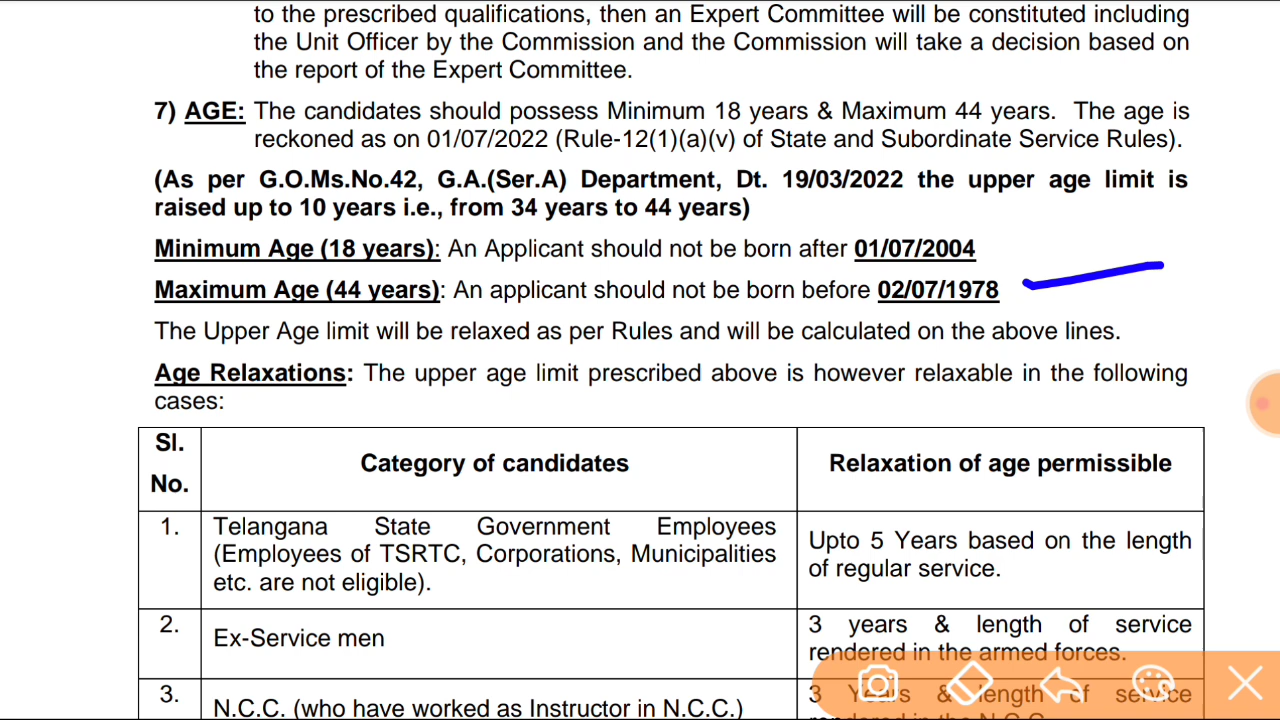 to the prescribed qualifications, then an Expert Committee will be constituted including
the Unit Officer by the Commission and the Commission will take a decision based on
the report of the Expert Committee.
7) AGE: The candidates should possess Minimum 18 years & Maximum 44 years. The age is
reckoned as on 01/07/2022 (Rule-12(1)(a)(v) of State and Subordinate Service Rules).
(As per G.O.Ms.No.42, G.A.(Ser.A) Department, Dt. 19/03/2022 the upper age limit is
raised up to 10 years i.e., from 34 years to 44 years)
Minimum Age (18 years): An Applicant should not be born after 01/07/2004
Maximum Age (44 years): An applicant should not be born before 02/07/1978
The Upper Age limit will be relaxed as per Rules and will be calculated on the above lines.
Age Relaxations: The upper age limit prescribed above is however relaxable in the following
cases:
Sl.
No.
Category of candidates
Relaxation of age permissible
1.
Telangana State Government Employees
(Employees of TSRTC, Corporations, Municipalities
etc. are not eligible).
Upto 5 Years based on the length
of regular service.
2.
Ex-Service men
3 years & length of service
rendered in the armed forces.
3.
N.C.C. (who have worked as Instructor in N.C.C.)
3 Years & length of service
rendered in the N.C.C.